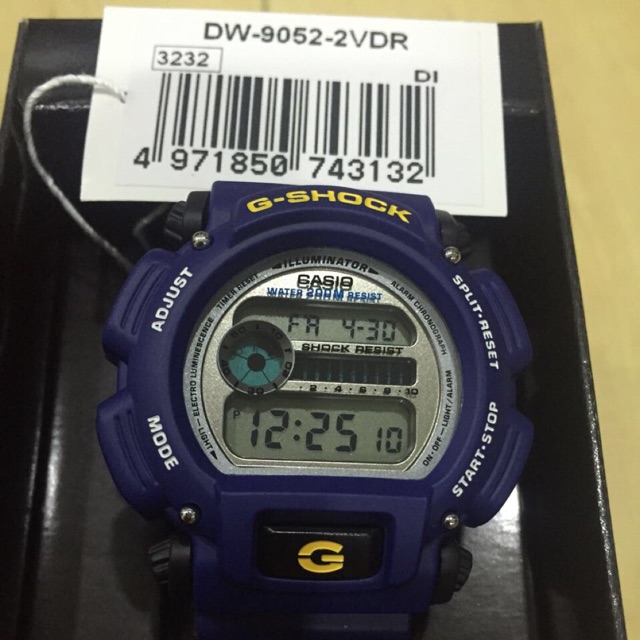 DW-9052-2VDR
3232
DI
4 971850 743132
G-SHOCK
ILLUMINATOR
CASIO
WATER 200M RESIST
TIMER RESET
ALARM CHRONOGRAPH
ADJUST
SPLIT·RESET
FR 4-30
SHOCK RESIST
2 4 6 8 10
ELECTRO LUMINESCENCE
LIGHT
P 12:25 10
ON·OFF·LIGHT/ALARM
MODE
START·STOP
G